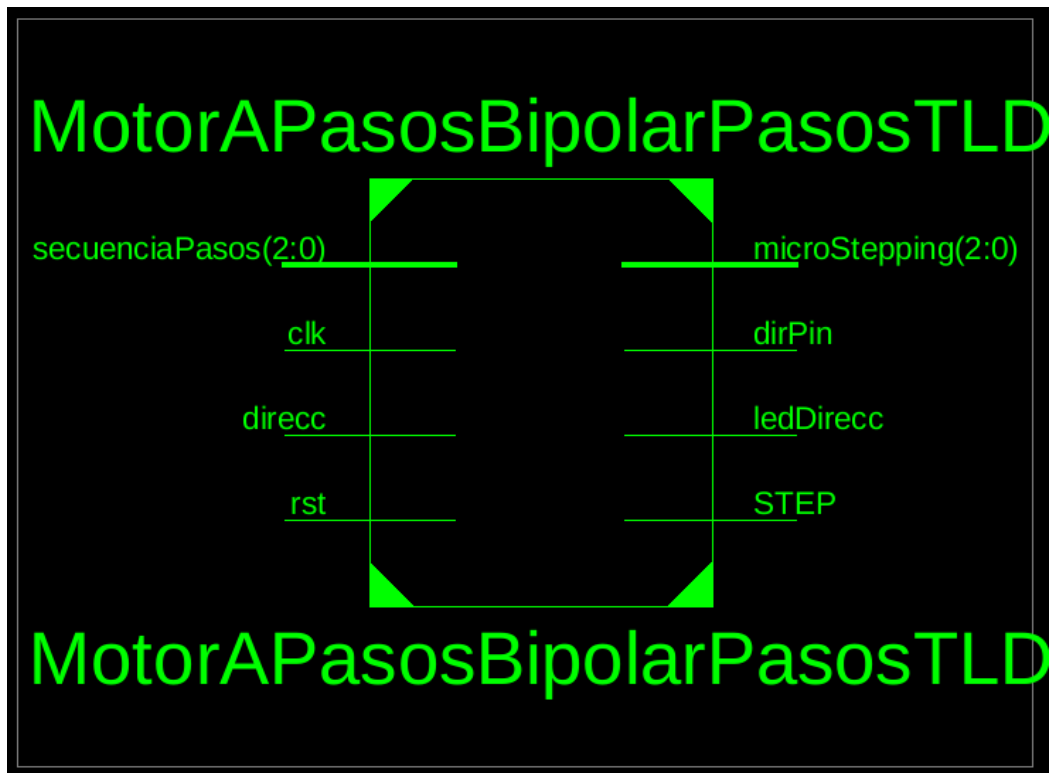 MotorAPasosBipolarPasosTLD
secuenciaPasos(2:0)
microStepping(2:0)
clk
dirPin
direcc
ledDirecc
rst
STEP
MotorAPasosBipolarPasosTLD